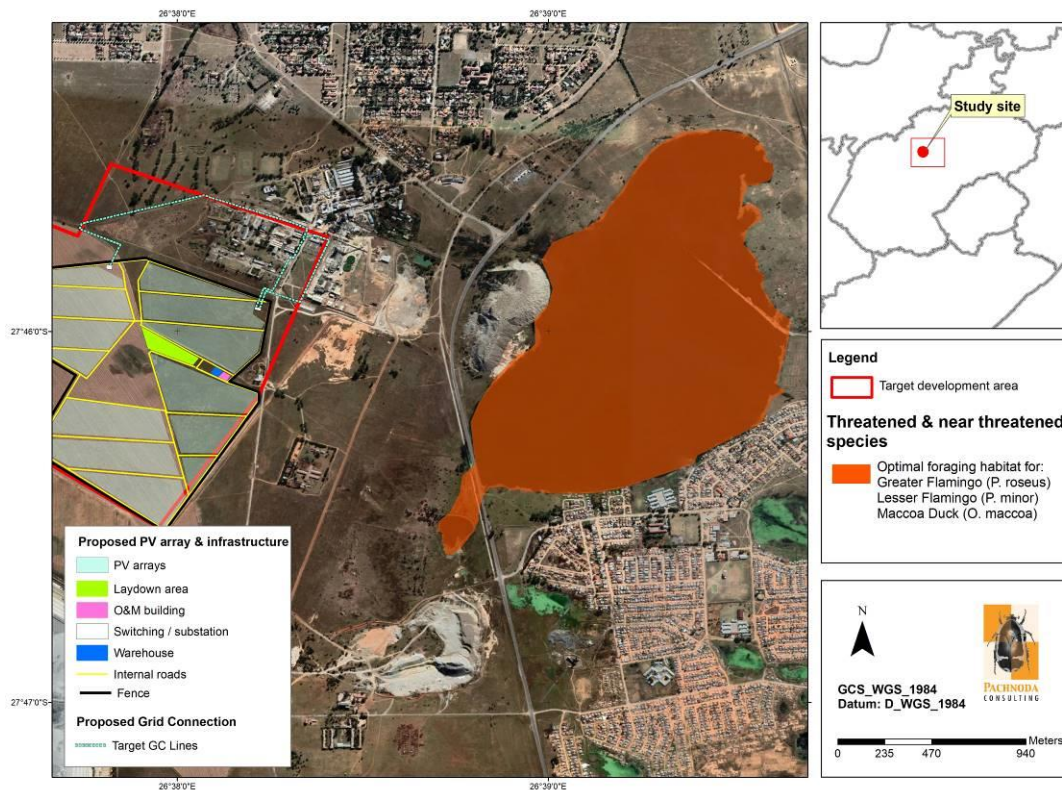 26°38'0"E
26°39'0"E
Study site
27°46'0"S
27°47'0"S
Legend
Target development area
Threatened & near threatened
species
Optimal foraging habitat for:
Greater Flamingo (P. roseus)
Lesser Flamingo (P. minor)
Maccoa Duck (O. maccoa)
Proposed PV array & infrastructure
PV arrays
Laydown area
O&M building
Switching / substation
Warehouse
Internal roads
Fence
Proposed Grid Connection
Target GC Lines
N
PACHNODA
CONSULTING
GCS_WGS_1984
Datum: D_WGS_1984
Meters
0 235 470 940
26°38'0"E
26°39'0"E